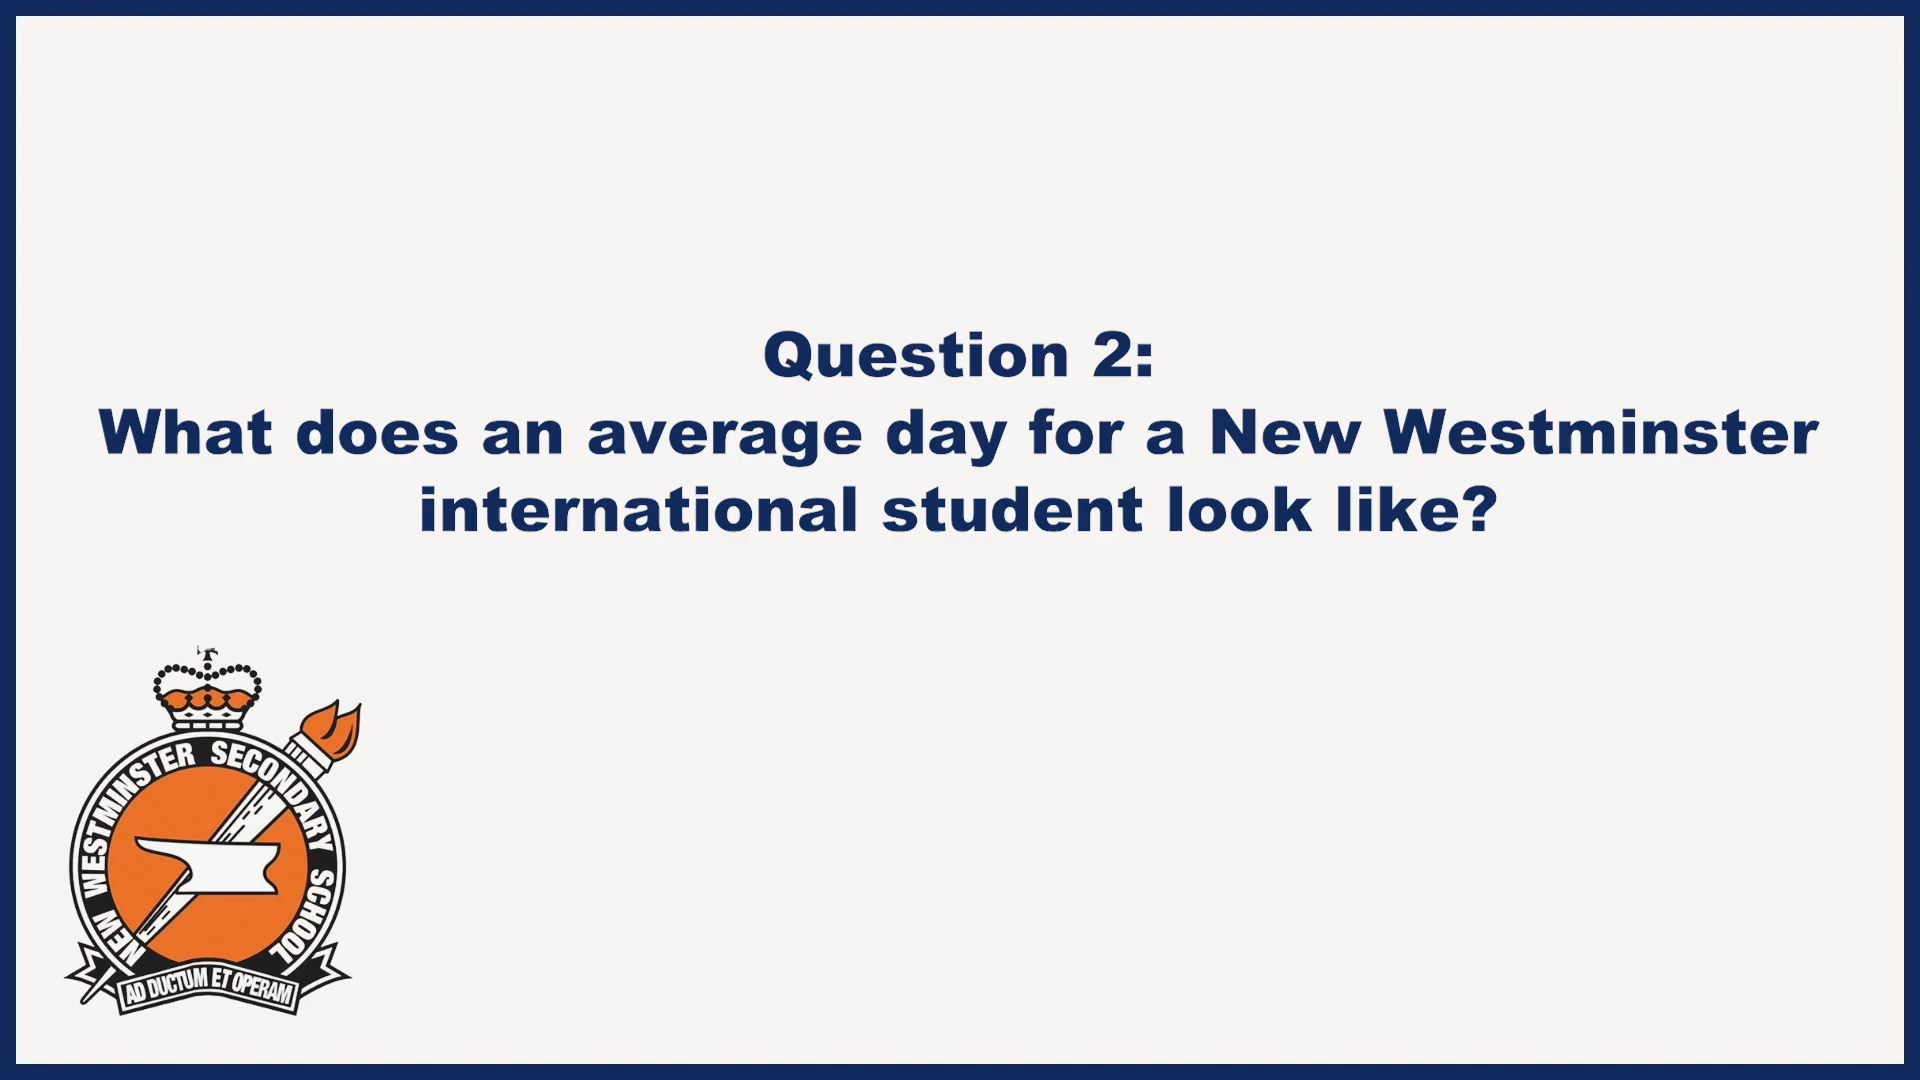 Question 2:
What does an average day for a New Westminster
international student look like?
NEW WESTMINSTER SECONDARY SCHOOL
AD DUCTUM ET OPERAM